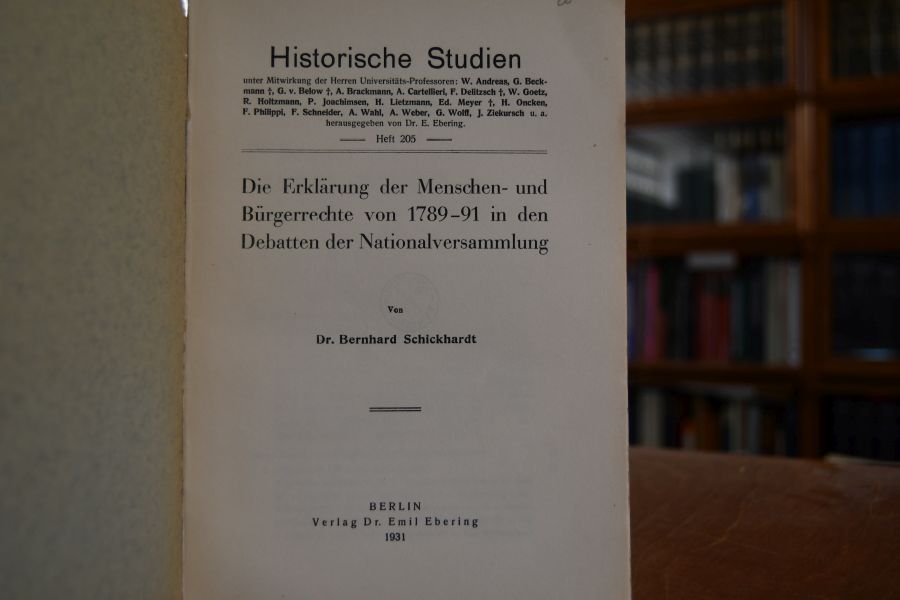 Historische Studien
unter Mitwirkung der Herren Universitäts-Professoren: W. Andreas, G. Beck-
mann †, G. v. Below †, A. Brackmann, A. Cartellieri, F. Delitzsch †, W. Goetz,
R. Holtzmann, P. Joachimsen, H. Lietzmann, Ed. Meyer †, H. Oncken,
F. Philippi, F. Schneider, A. Wahl, A. Weber, G. Wolff, J. Ziekursch u. a.
herausgegeben von Dr. E. Ebering.
Heft 205
Die Erklärung der Menschen- und
Bürgerrechte von 1789–91 in den
Debatten der Nationalversammlung
Von
Dr. Bernhard Schickhardt
BERLIN
Verlag Dr. Emil Ebering
1931